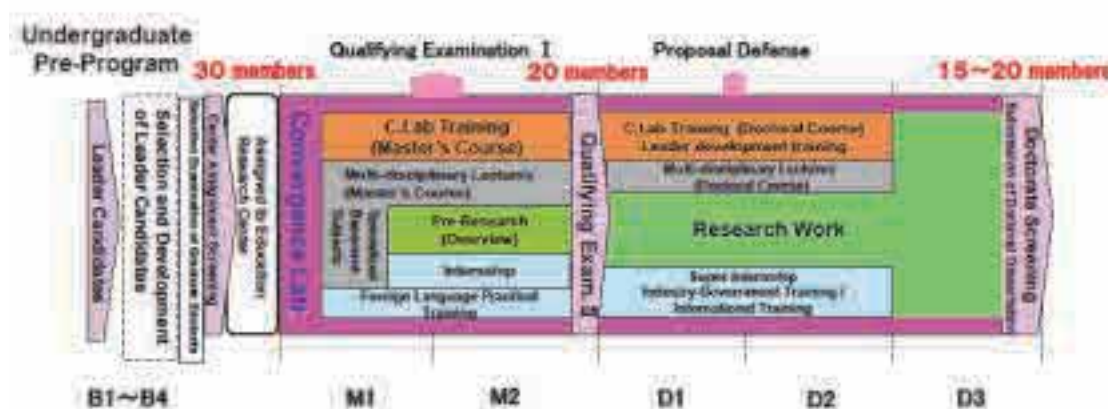 Undergraduate
Pre-Program
30 members
Qualifying Examination I
20 members
Proposal Defense
15~20 members
Leader Candidates
Selection and Development
of Leader Candidates
Center Assignment Screening
Assigned to Education
Research Center
Convergence Lab
C.Lab Training
(Master's Course)
Multi-disciplinary Lectures
(Master's Course)
Pre-Research
(Overview)
Internship
Foreign Language Practical
Training
Qualifying Exam. II
C.Lab Training (Doctoral Course)
Leader development training
Multi-disciplinary Lectures
(Doctoral Course)
Research Work
Super Internship
Industry-Government Training /
International Training
Doctorate Screening
Submission of Doctoral Dissertation
B1~B4
M1
M2
D1
D2
D3